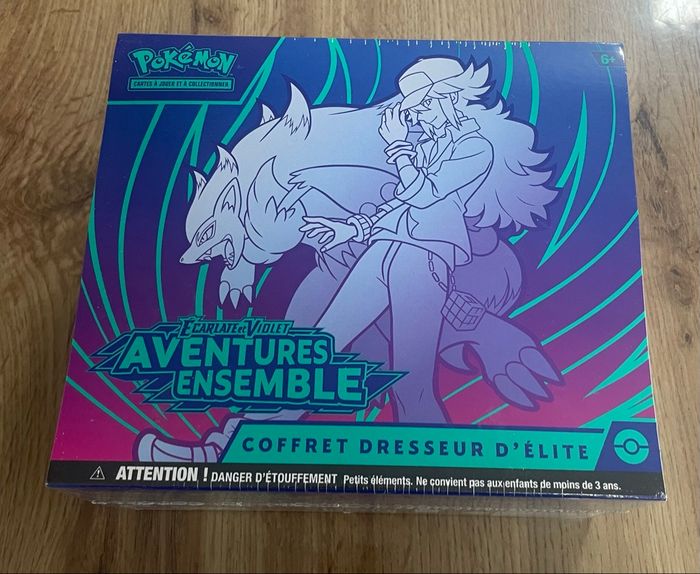 POKéMON
CARTES À JOUER ET À COLLECTIONNER
6+
ÉCARLATE et VIOLET
AVENTURES
ENSEMBLE
COFFRET DRESSEUR D'ÉLITE
ATTENTION ! DANGER D'ÉTOUFFEMENT Petits éléments. Ne convient pas aux enfants de moins de 3 ans.